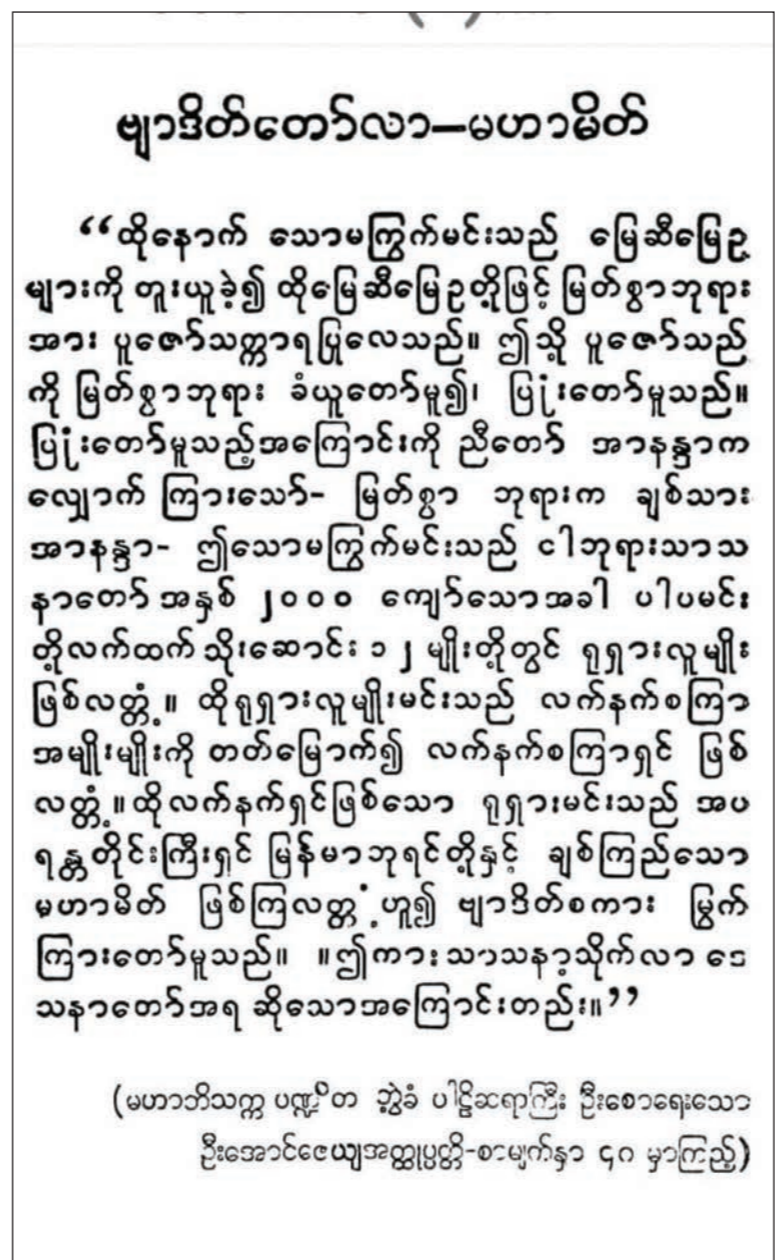 ဗျာဒိတ်တော်လာ—မဟာမိတ်
“ထိုနောက် သောမကြွက်မင်းသည် မြေဆီမြေဥ
များကို တူးယူခဲ့၍ ထိုမြေဆီမြေဥတို့ဖြင့် မြတ်စွာဘုရား
အား ပူဇော်သက္ကာရပြုလေသည်။ ဤသို့ ပူဇော်သည်
ကို မြတ်စွာဘုရား ခံယူတော်မူ၍၊ ပြုံးတော်မူသည်။
ပြုံးတော်မူသည့်အကြောင်းကို ညီတော် အာနန္ဒာက
လျှောက် ကြားသော်- မြတ်စွာ ဘုရားက ချစ်သား
အာနန္ဒာ- ဤသောမကြွက်မင်းသည် ငါဘုရားသာသ
နာတော် အနှစ် ၂၀၀၀ ကျော်သောအခါ ပါပမင်း
တို့လက်ထက် သိုးဆောင်း ၁၂ မျိုးတို့တွင် ရုရှားလူမျိုး
ဖြစ်လတ္တံ့။ ထိုရုရှားလူမျိုးမင်းသည် လက်နက်စကြာ
အမျိုးမျိုးကို တတ်မြောက်၍ လက်နက်စကြာရှင် ဖြစ်
လတ္တံ့။ ထိုလက်နက်ရှင်ဖြစ်သော ရုရှားမင်းသည် အပ
ရန္တတိုင်းကြီးရှင် မြန်မာဘုရင်တို့နှင့် ချစ်ကြည်သော
မဟာမိတ် ဖြစ်ကြလတ္တံ့ဟူ၍ ဗျာဒိတ်စကား မြွက်
ကြားတော်မူသည်။ ။ဤကား သာသနာ့သိုက်လာ ဒေ
သနာတော်အရ ဆိုသောအကြောင်းတည်း။”
(မဟာဘိသက္က ပဏ္ဍိတ ဘွဲ့ခံ ပါဠိဆရာကြီး ဦးစောရေးသော
ဦးအောင်ဇေယျအတ္ထုပ္ပတ္တိ-စာမျက်နှာ ၄၈ မှာကြည့်)